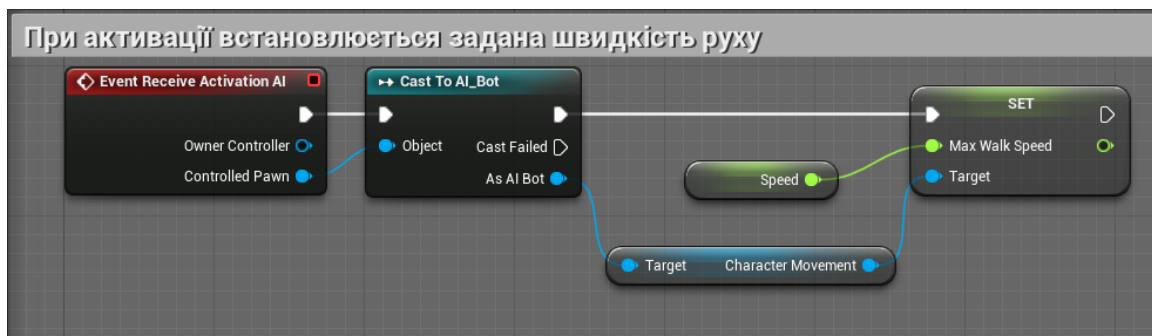 При активації встановлюється задана швидкість руху
Event Receive Activation AI
Owner Controller
Controlled Pawn
Cast To AI_Bot
Object
Cast Failed
As AI Bot
Speed
Target
Character Movement
SET
Max Walk Speed
Target